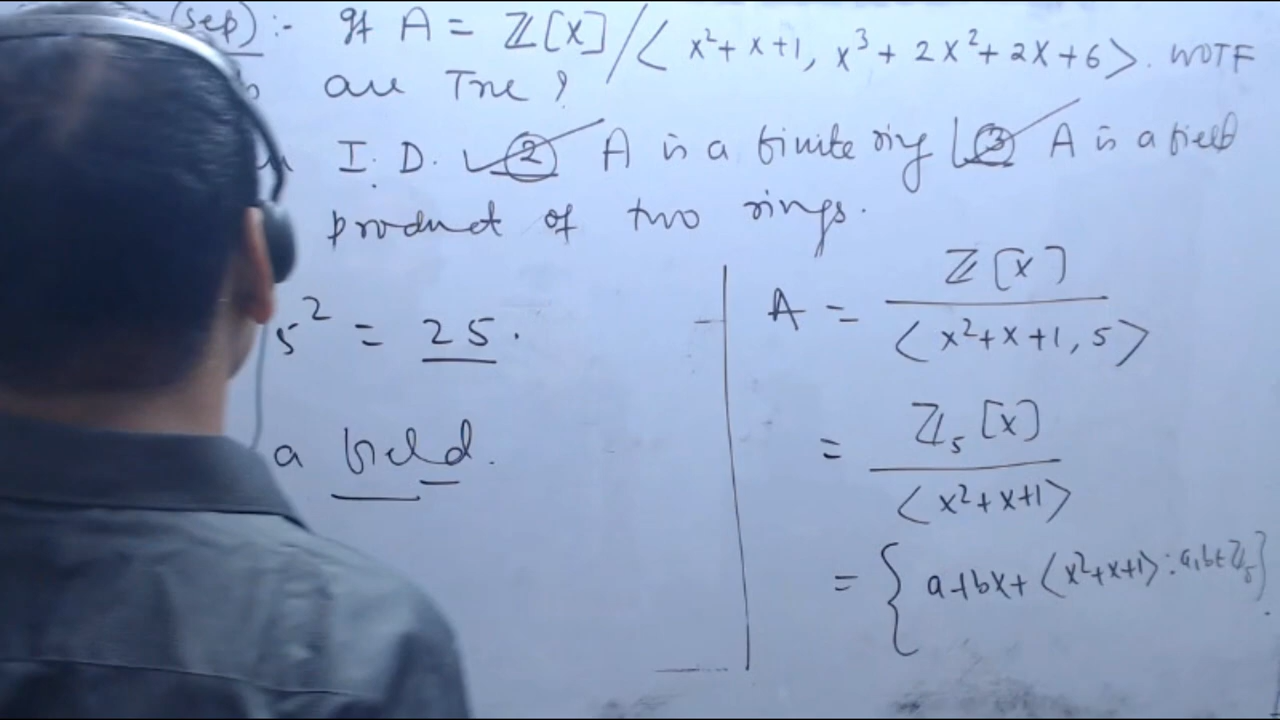 (Sep) :- If A = ℤ[x] / < x²+x+1, x³+2x²+2x+6 >. WOTF
are True ?
I.D. ② A is a finite ring ③ A is a field
product of two rings.
5² = 25.
a field.
A = ℤ[x] / < x²+x+1, 5 >
= ℤ₅[x] / < x²+x+1 >
= { a+bx+ < x²+x+1 > : a,b ∈ ℤ₅ }